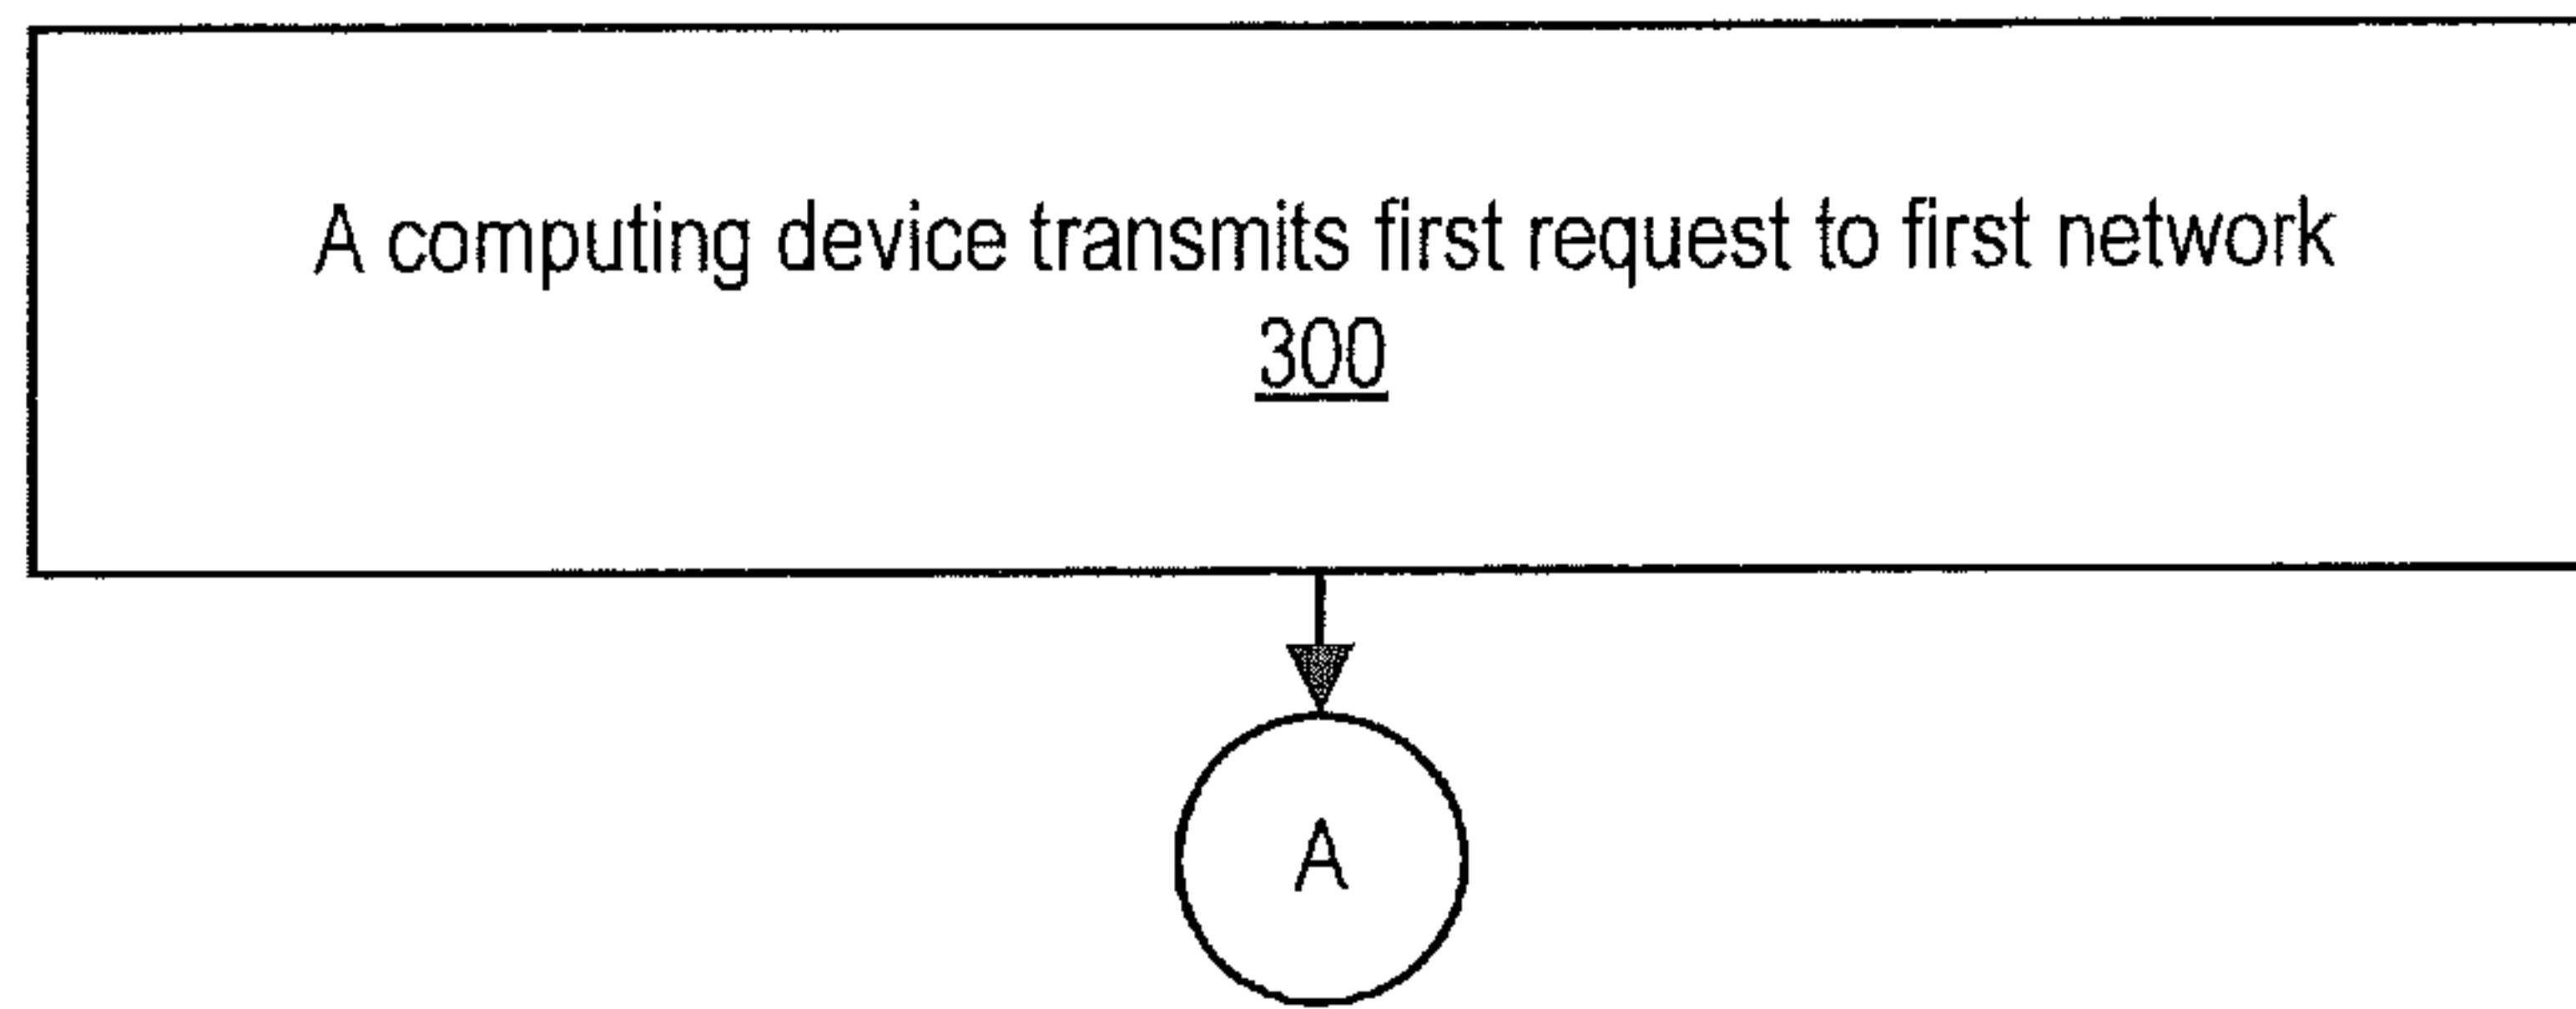 A computing device transmits first request to first network
300
A